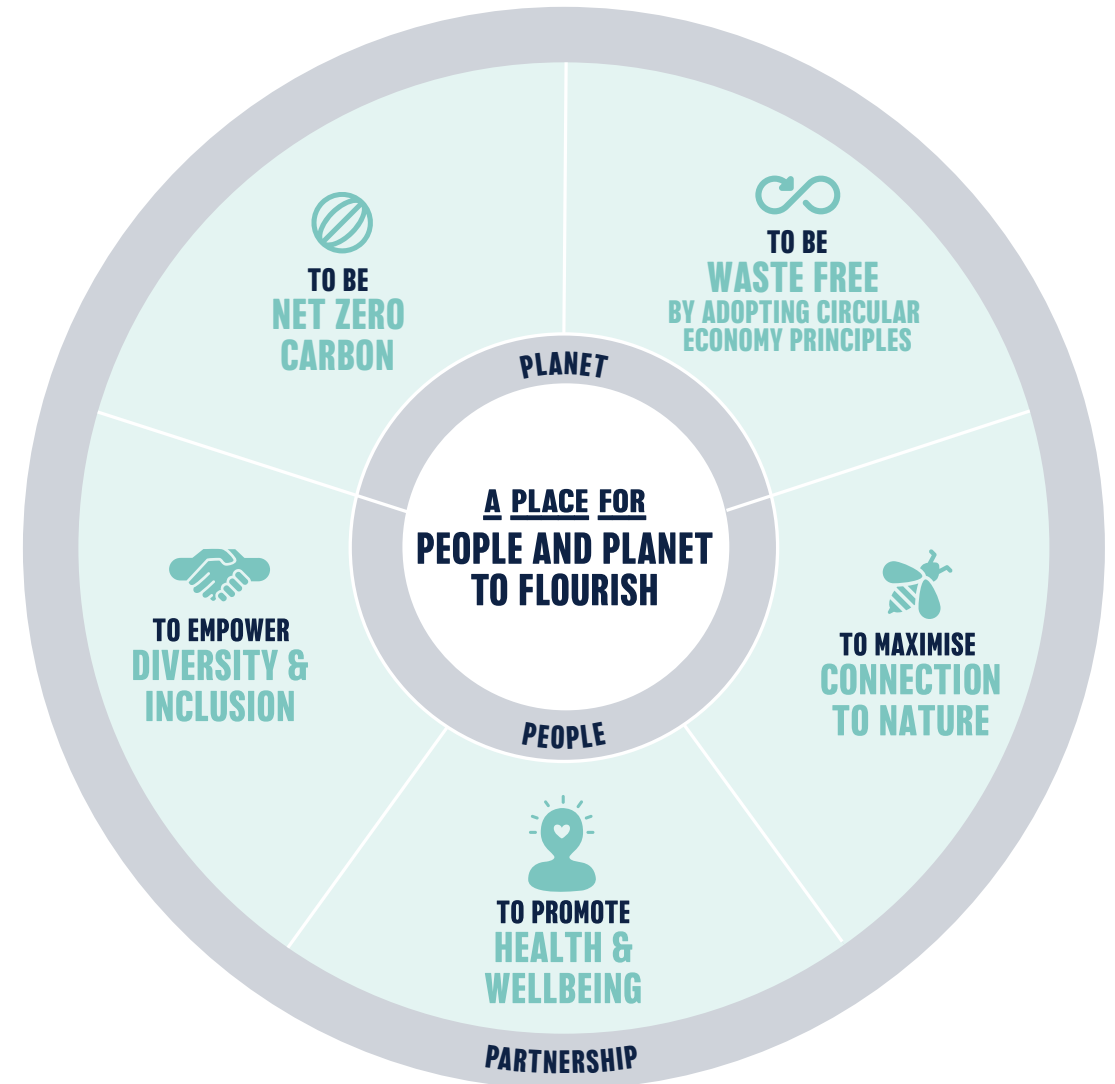 TO BE
NET ZERO
CARBON
TO BE
WASTE FREE
BY ADOPTING CIRCULAR
ECONOMY PRINCIPLES
PLANET
A PLACE FOR
PEOPLE AND PLANET
TO FLOURISH
TO EMPOWER
DIVERSITY &
INCLUSION
TO MAXIMISE
CONNECTION
TO NATURE
PEOPLE
TO PROMOTE
HEALTH &
WELLBEING
PARTNERSHIP